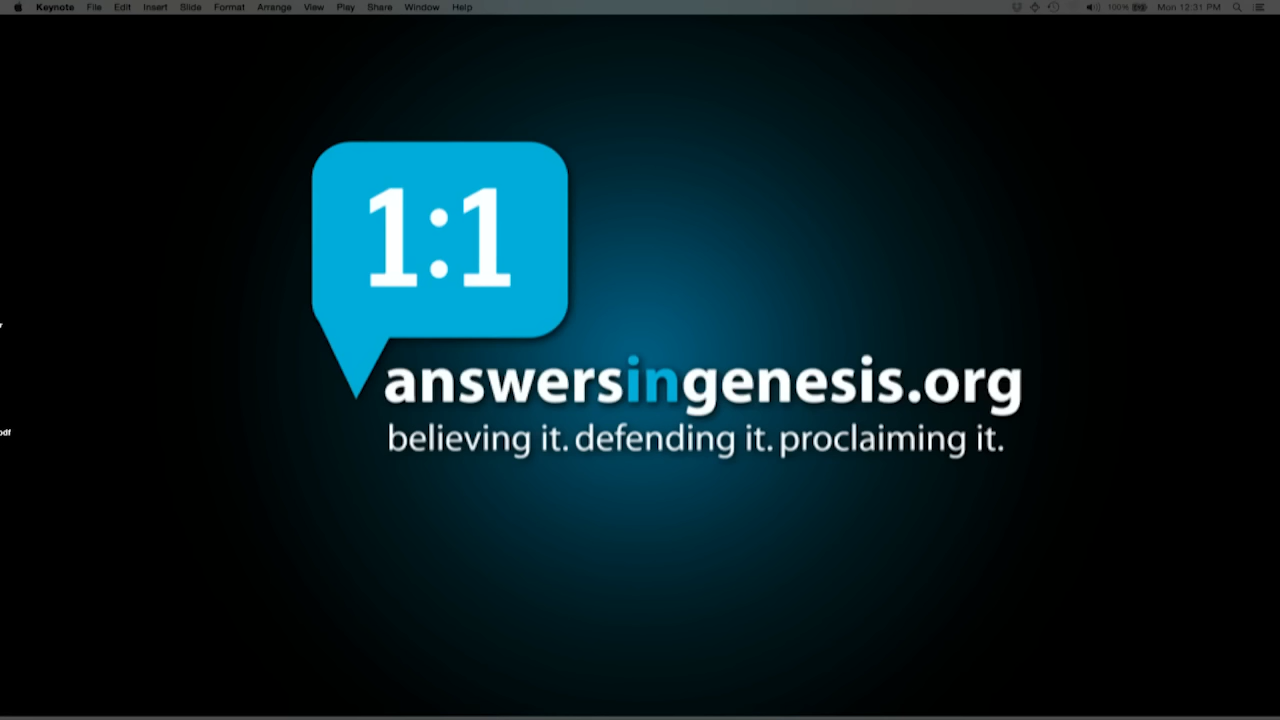 Keynote File Edit Insert Slide Format Arrange View Play Share Window Help 100% Mon 12:31 PM
1:1
answersingenesis.org
believing it. defending it. proclaiming it.